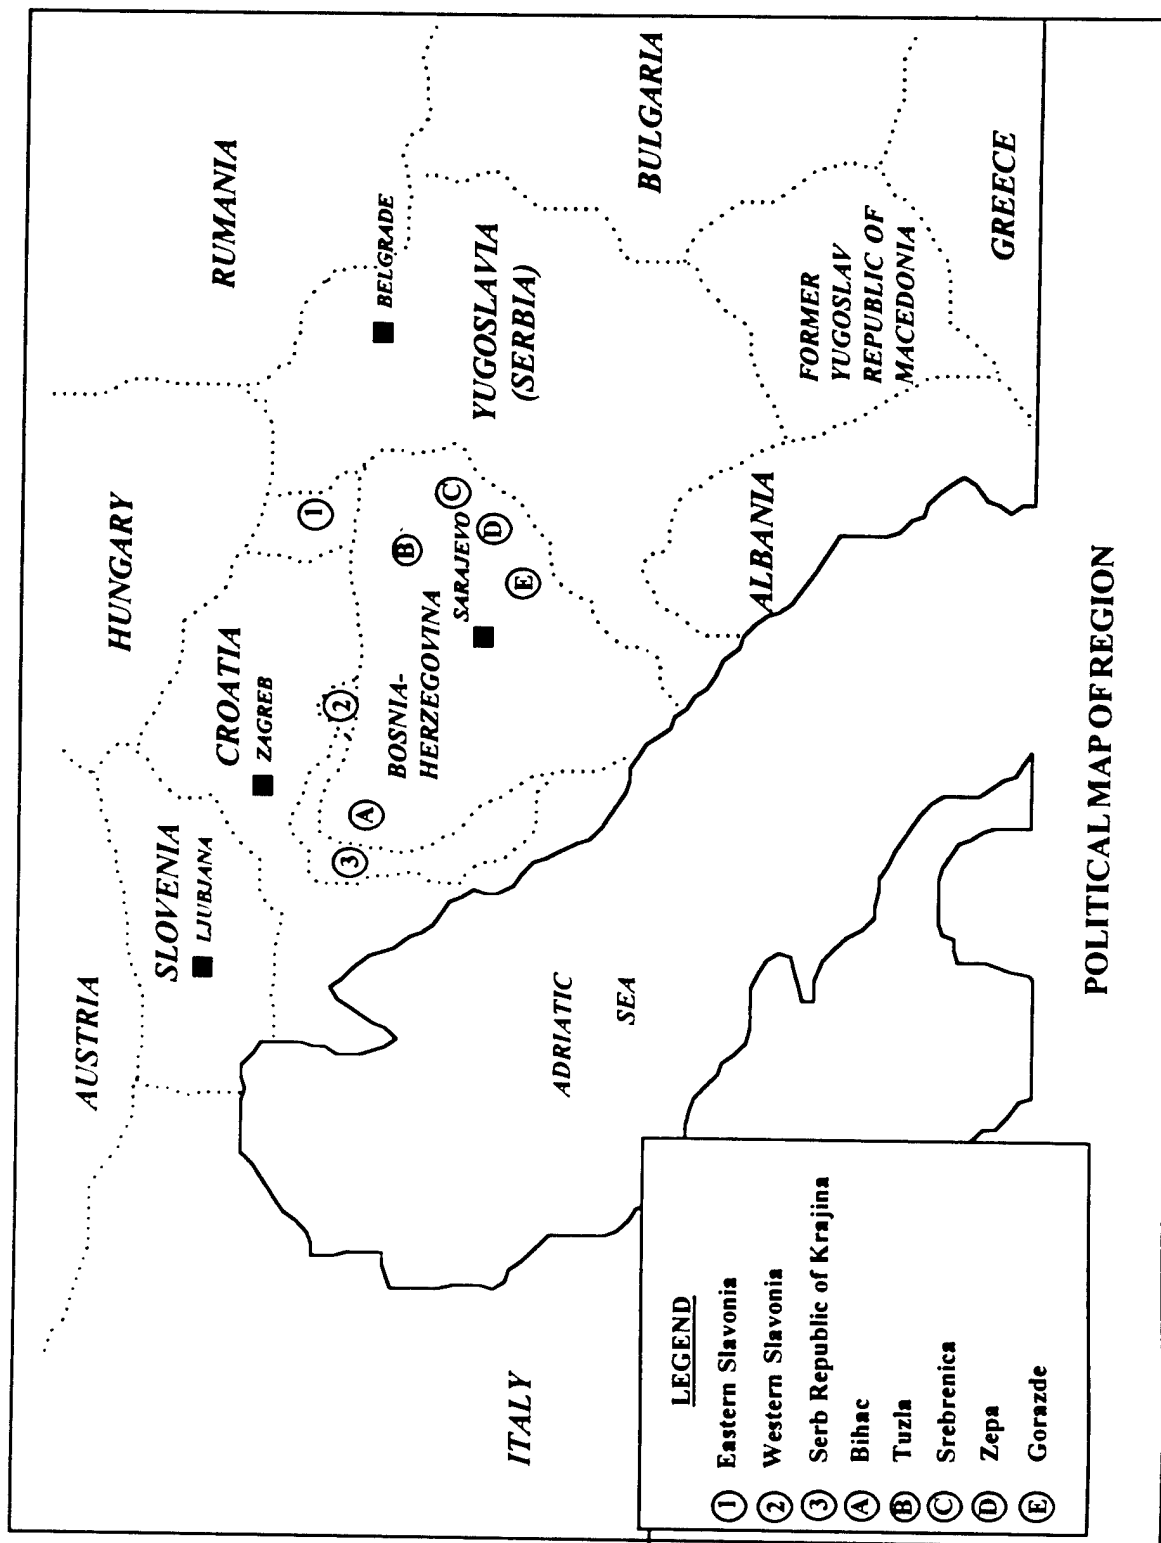 AUSTRIA
HUNGARY
RUMANIA
SLOVENIA
LJUBJANA
CROATIA
ZAGREB
BELGRADE
BOSNIA-
HERZEGOVINA
SARAJEVO
YUGOSLAVIA
(SERBIA)
1
2
3
A
B
C
D
E
ITALY
ADRIATIC
SEA
ALBANIA
BULGARIA
FORMER
YUGOSLAV
REPUBLIC OF
MACEDONIA
GREECE
LEGEND
1 Eastern Slavonia
2 Western Slavonia
3 Serb Republic of Krajina
A Bihac
B Tuzla
C Srebrenica
D Zepa
E Gorazde
POLITICAL MAP OF REGION